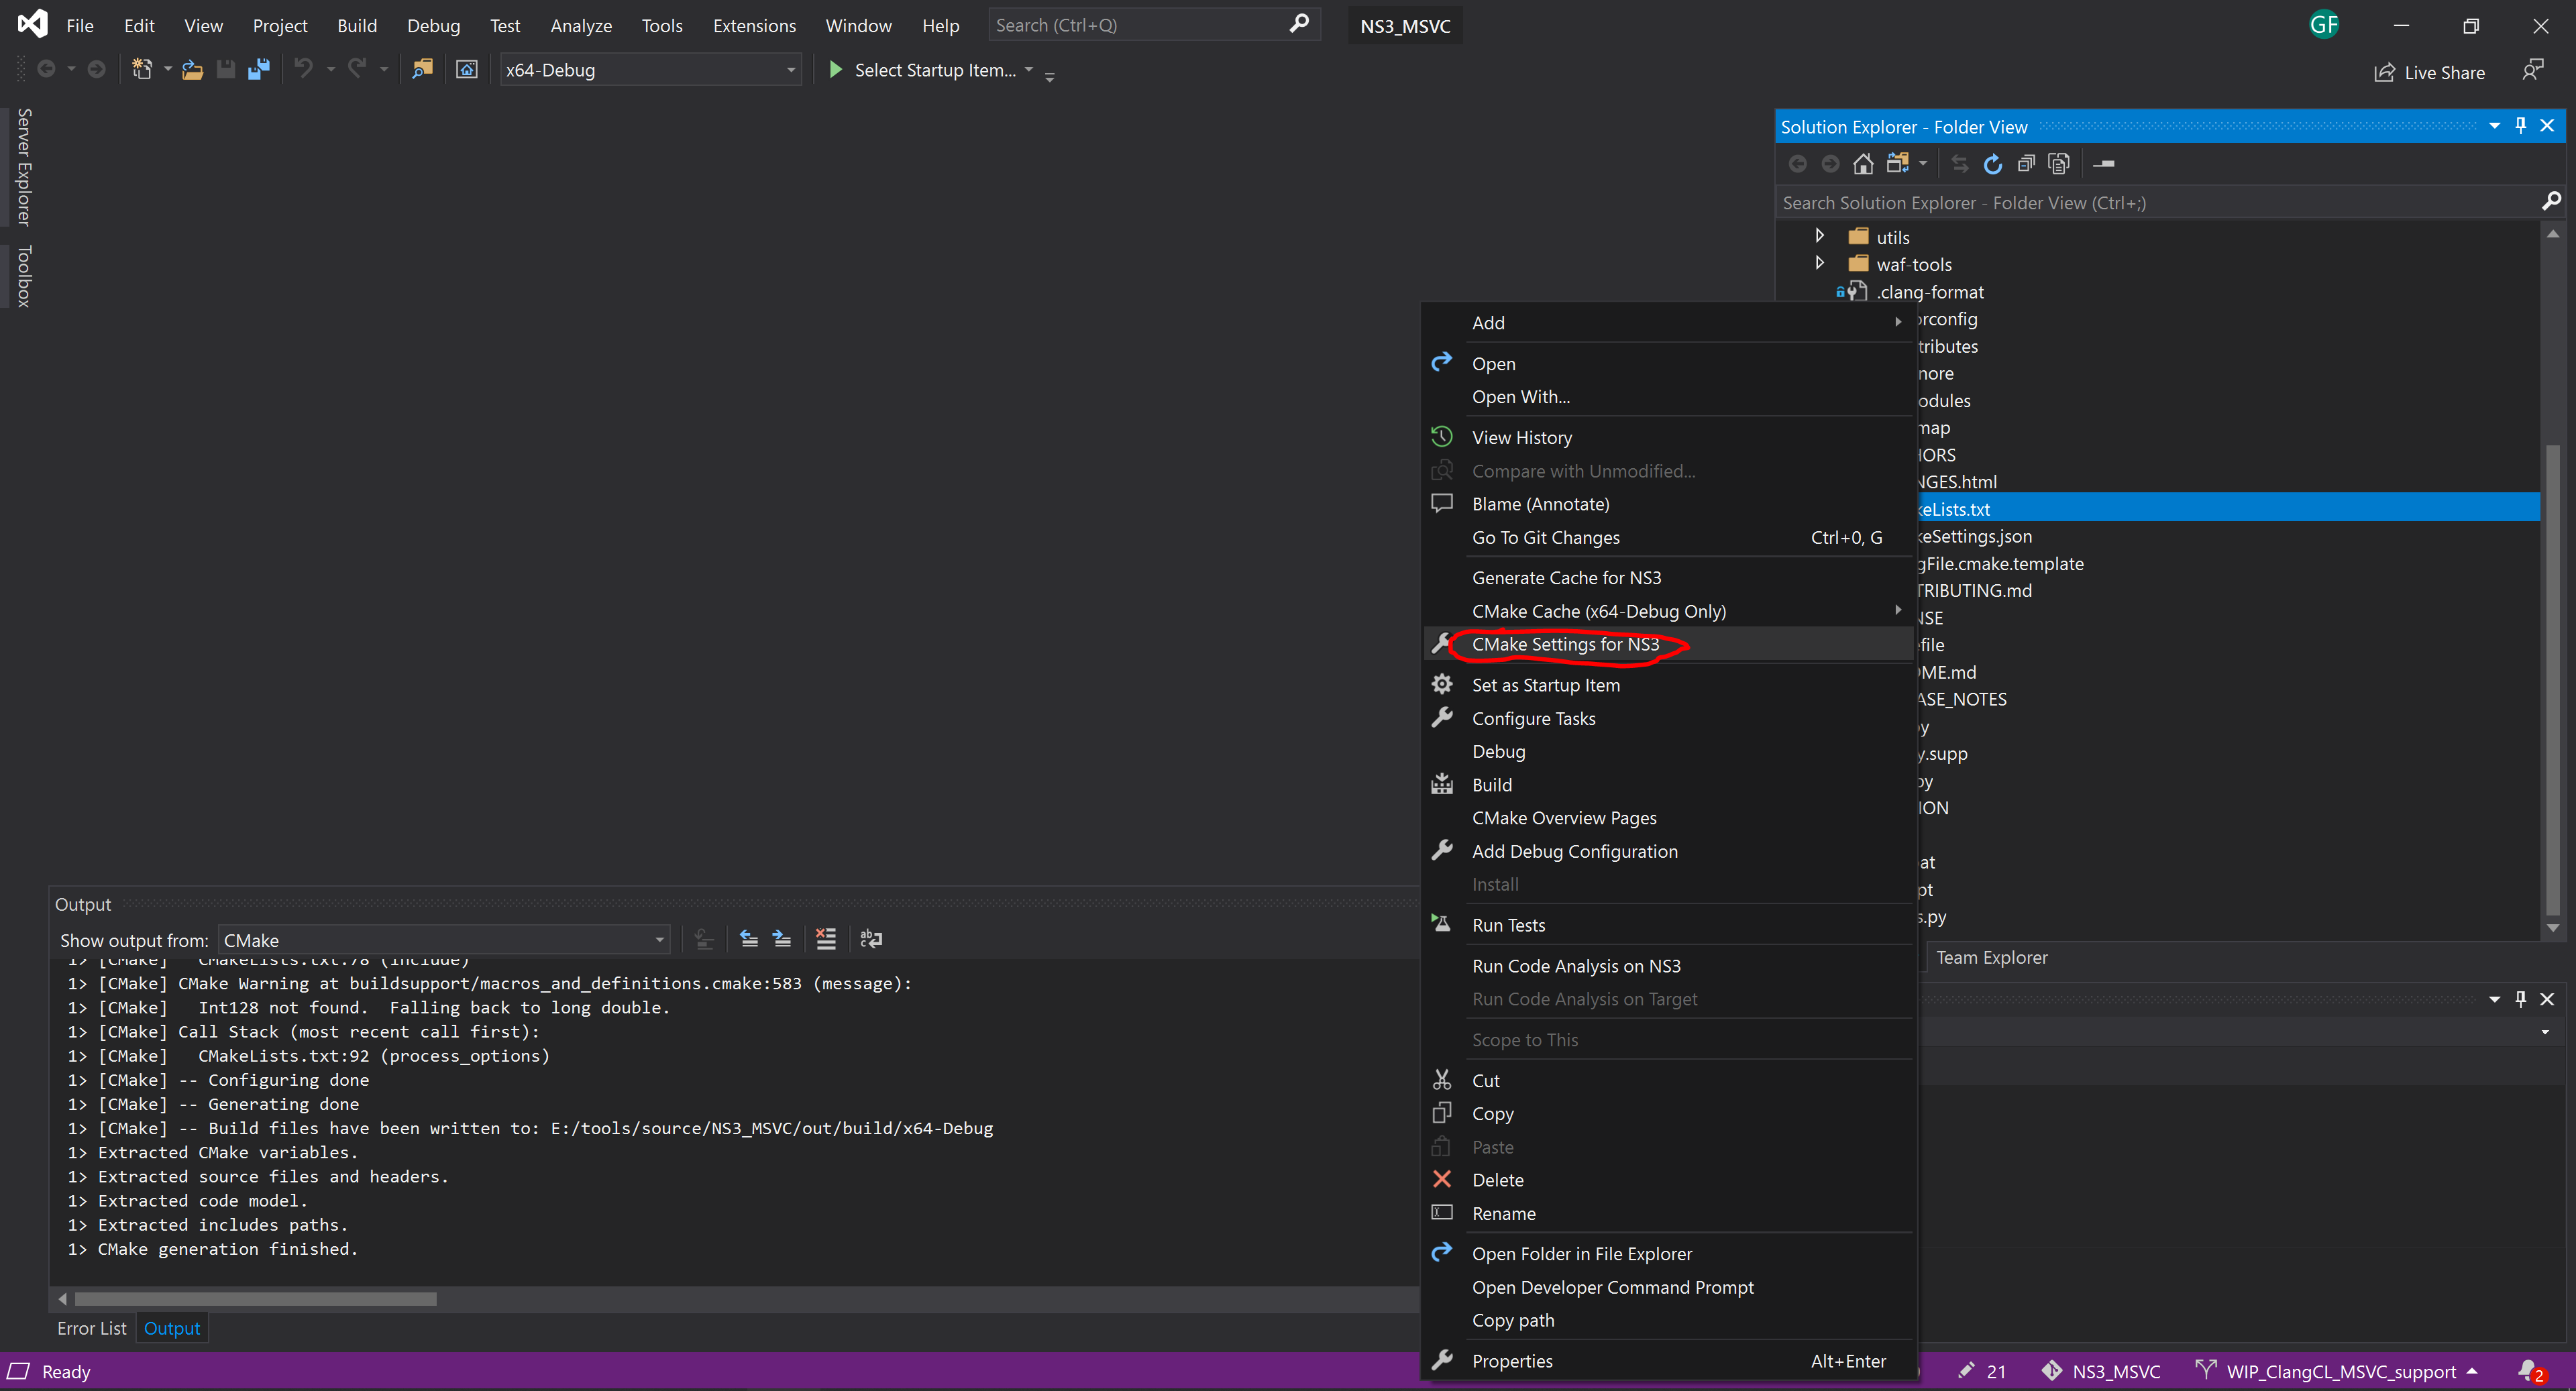 File Edit View Project Build Debug Test Analyze Tools Extensions Window Help Search (Ctrl+Q) NS3_MSVC GF
x64-Debug Select Startup Item... Live Share
Server Explorer
Toolbox
Solution Explorer - Folder View
Search Solution Explorer - Folder View (Ctrl+;)
utils
waf-tools
.clang-format
orconfig
tributes
nore
odules
map
HORS
NGES.html
keLists.txt
keSettings.json
gFile.cmake.template
TRIBUTING.md
NSE
efile
ME.md
ASE_NOTES
y
y.supp
py
ION
at
pt
s.py
Team Explorer
Add
Open
Open With...
View History
Compare with Unmodified...
Blame (Annotate)
Go To Git Changes Ctrl+0, G
Generate Cache for NS3
CMake Cache (x64-Debug Only)
CMake Settings for NS3
Set as Startup Item
Configure Tasks
Debug
Build
CMake Overview Pages
Add Debug Configuration
Install
Run Tests
Run Code Analysis on NS3
Run Code Analysis on Target
Scope to This
Cut
Copy
Paste
Delete
Rename
Open Folder in File Explorer
Open Developer Command Prompt
Copy path
Properties Alt+Enter
Output
Show output from: CMake
1> [CMake] CMakeLists.txt:78 (include)
1> [CMake] CMake Warning at buildsupport/macros_and_definitions.cmake:583 (message):
1> [CMake] Int128 not found. Falling back to long double.
1> [CMake] Call Stack (most recent call first):
1> [CMake] CMakeLists.txt:92 (process_options)
1> [CMake] -- Configuring done
1> [CMake] -- Generating done
1> [CMake] -- Build files have been written to: E:/tools/source/NS3_MSVC/out/build/x64-Debug
1> Extracted CMake variables.
1> Extracted source files and headers.
1> Extracted code model.
1> Extracted includes paths.
1> CMake generation finished.
Error List Output
Ready 21 NS3_MSVC WIP_ClangCL_MSVC_support 2